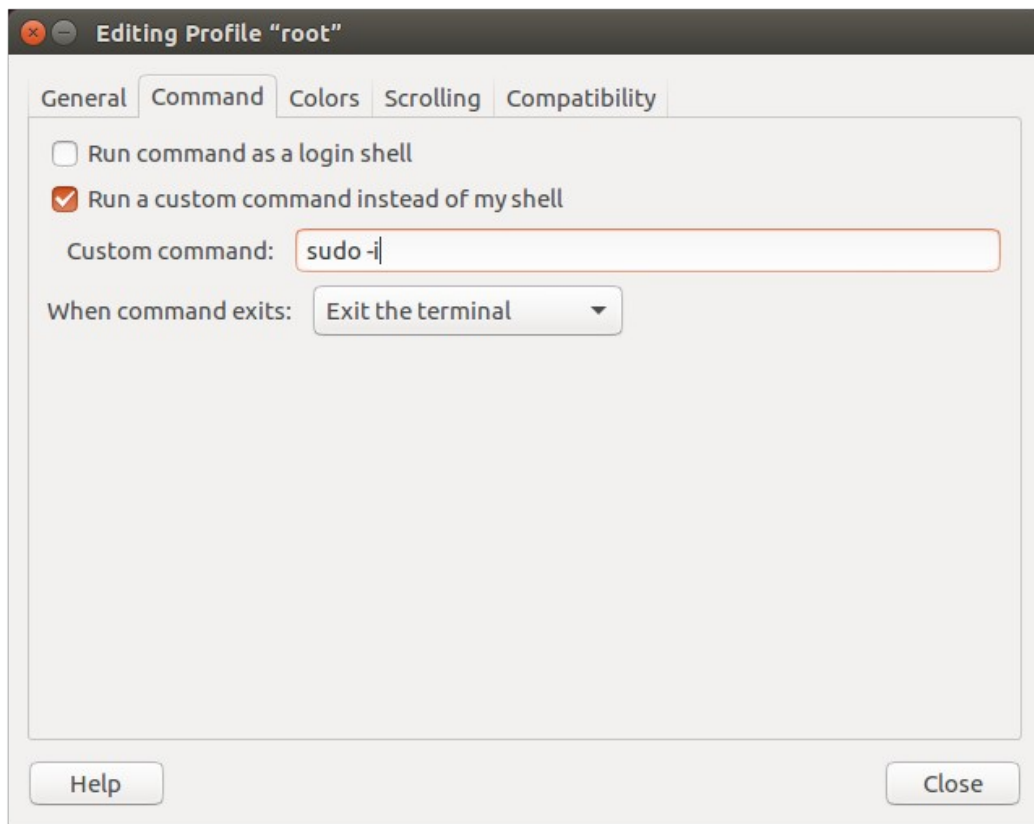 Editing Profile “root”
General Command Colors Scrolling Compatibility
Run command as a login shell
Run a custom command instead of my shell
Custom command: sudo -i
When command exits: Exit the terminal
Help Close